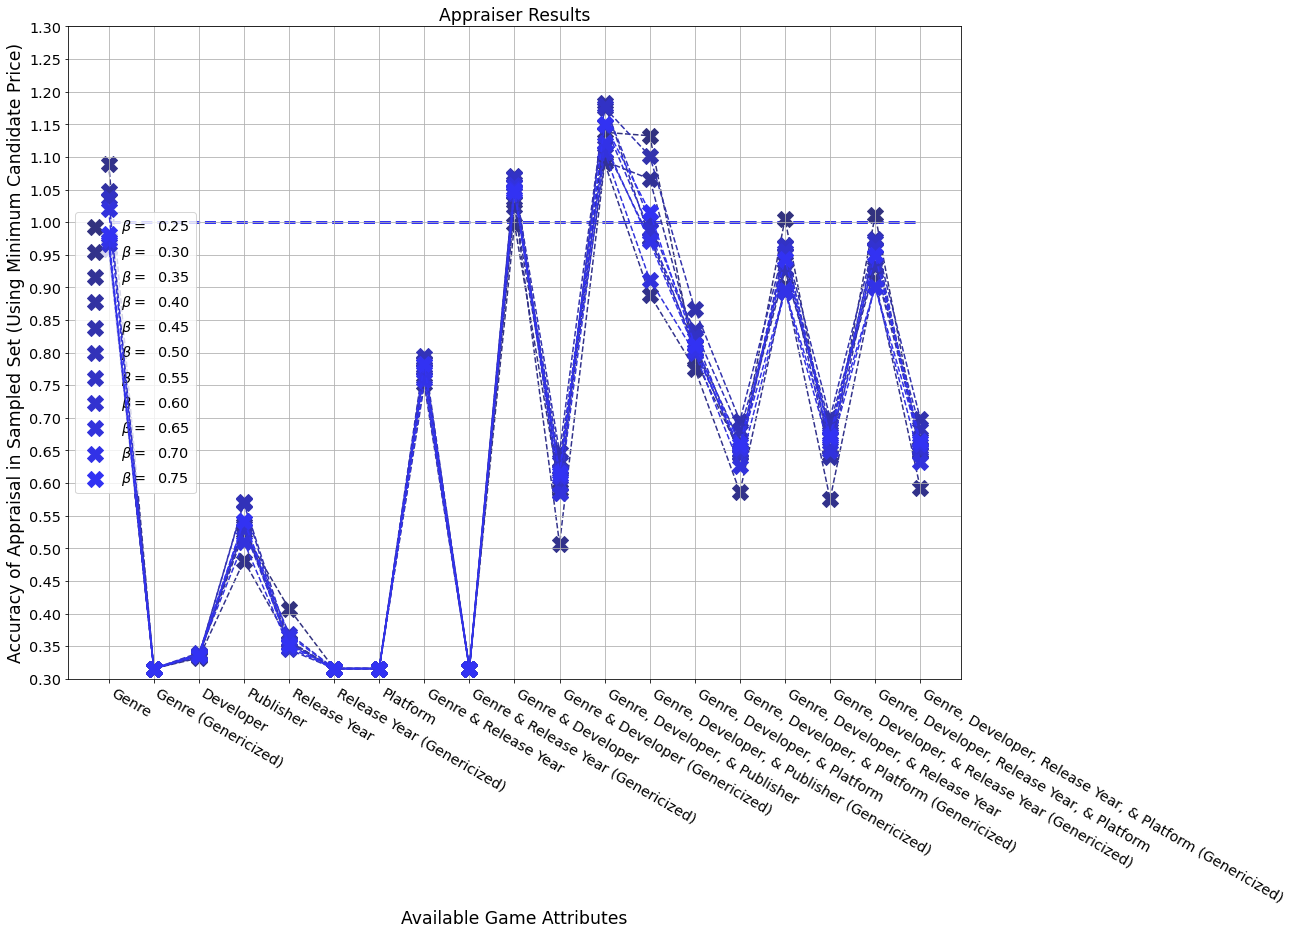 Appraiser Results
Accuracy of Appraisal in Sampled Set (Using Minimum Candidate Price)
1.30
1.25
1.20
1.15
1.10
1.05
1.00
0.95
0.90
0.85
0.80
0.75
0.70
0.65
0.60
0.55
0.50
0.45
0.40
0.35
0.30
β = 0.25
β = 0.30
β = 0.35
β = 0.40
β = 0.45
β = 0.50
β = 0.55
β = 0.60
β = 0.65
β = 0.70
β = 0.75
Genre
Genre (Genericized)
Developer
Publisher
Release Year
Release Year (Genericized)
Platform
Genre & Release Year
Genre & Release Year (Genericized)
Genre & Developer
Genre & Developer (Genericized)
Genre, Developer, & Publisher
Genre, Developer, & Publisher (Genericized)
Genre, Developer, & Platform
Genre, Developer, & Platform (Genericized)
Genre, Developer, & Release Year
Genre, Developer, & Release Year (Genericized)
Genre, Developer, Release Year, & Platform
Genre, Developer, Release Year, & Platform (Genericized)
Available Game Attributes